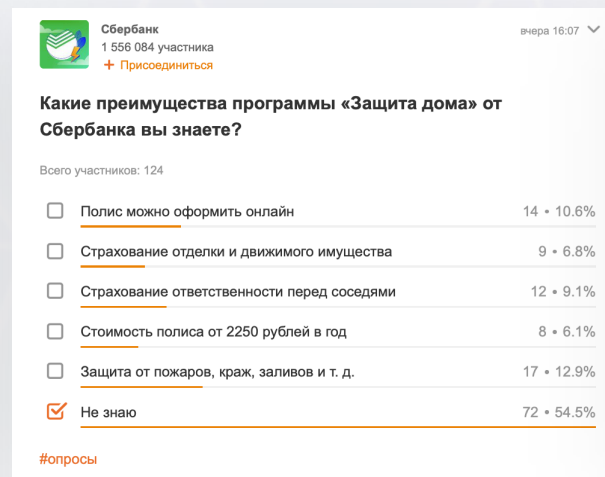 Сбербанк
вчера 16:07
1 556 084 участника
+ Присоединиться
Какие преимущества программы «Защита дома» от
Сбербанка вы знаете?
Всего участников: 124
Полис можно оформить онлайн 14 • 10.6%
Страхование отделки и движимого имущества 9 • 6.8%
Страхование ответственности перед соседями 12 • 9.1%
Стоимость полиса от 2250 рублей в год 8 • 6.1%
Защита от пожаров, краж, заливов и т. д. 17 • 12.9%
Не знаю 72 • 54.5%
#опросы